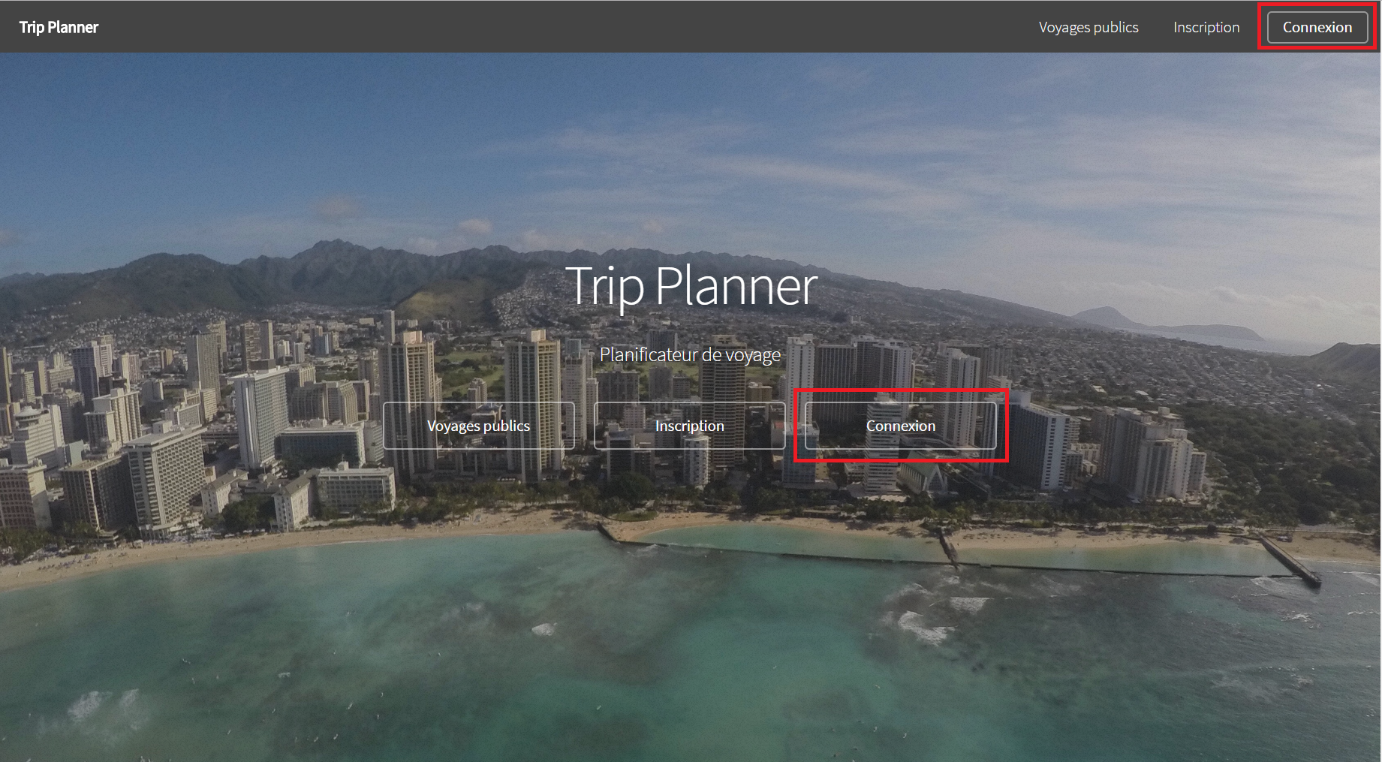 Trip Planner Voyages publics Inscription Connexion
Trip Planner
Planificateur de voyage
Voyages publics Inscription Connexion